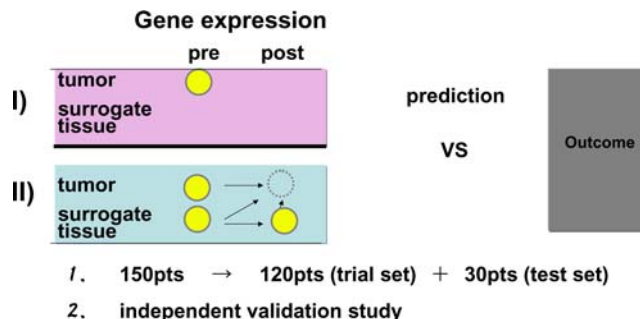 Gene expression
pre post
I)
tumor
surrogate
tissue
prediction
VS
Outcome
II)
tumor
surrogate
tissue
1. 150pts → 120pts (trial set) + 30pts (test set)
2. independent validation study